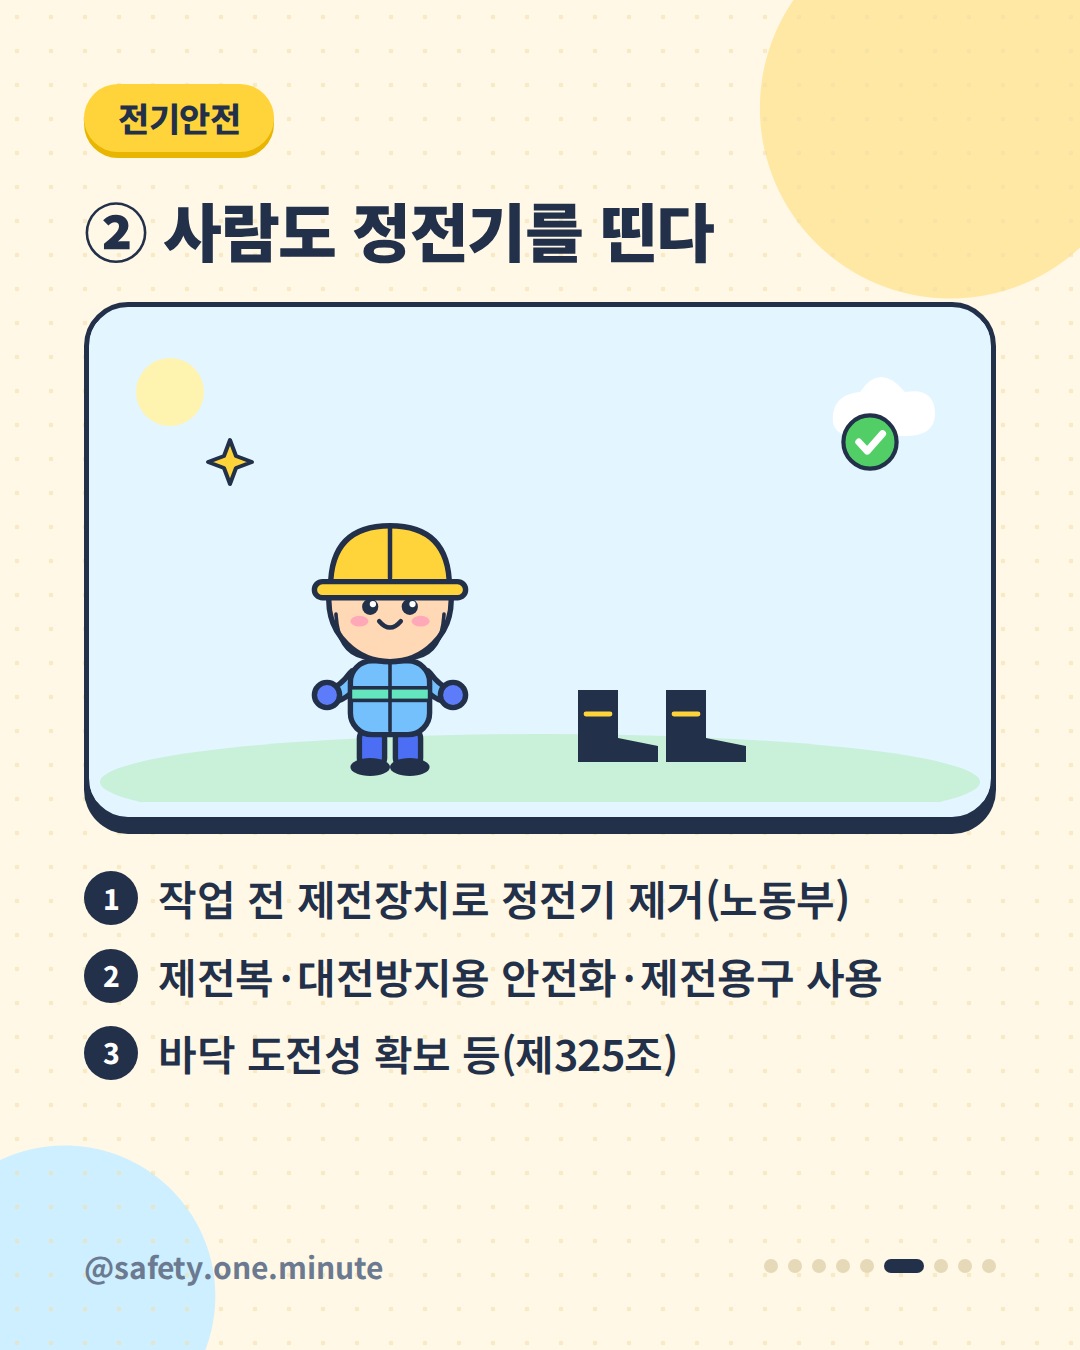 전기안전
② 사람도 정전기를 띤다
1 작업 전 제전장치로 정전기 제거(노동부)
2 제전복·대전방지용 안전화·제전용구 사용
3 바닥 도전성 확보 등(제325조)
@safety.one.minute